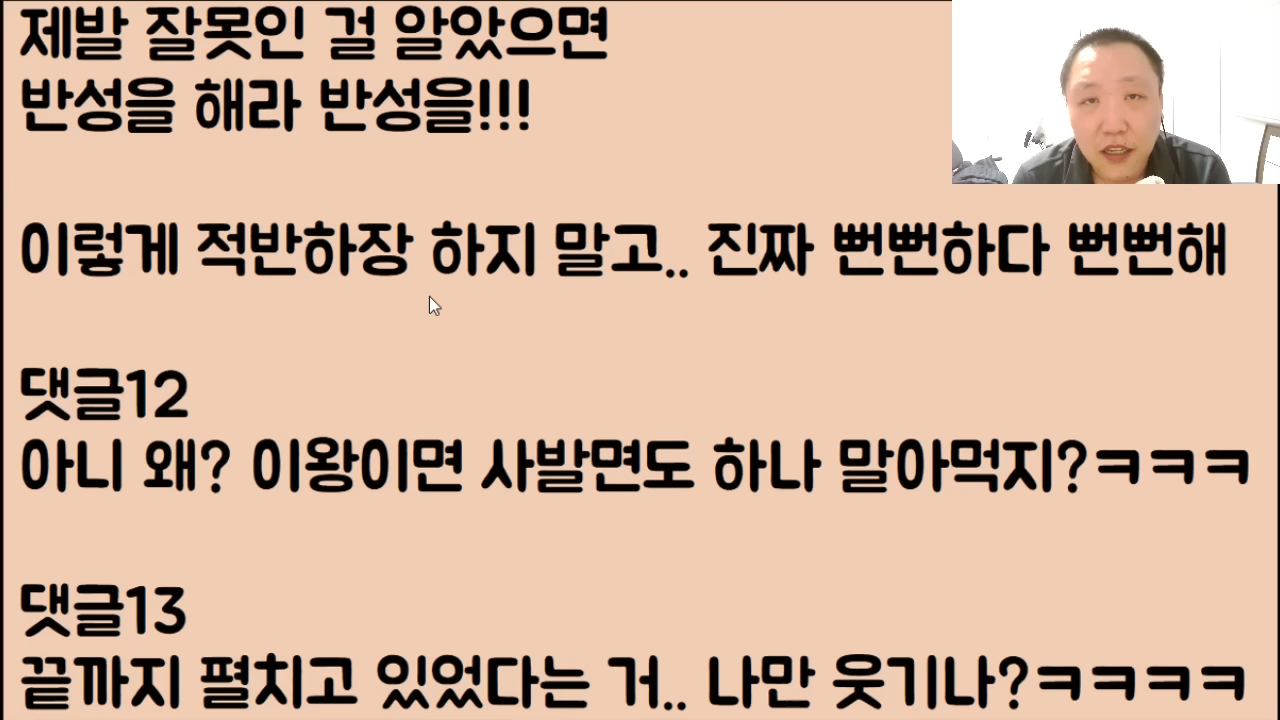 제발 잘못인 걸 알았으면
반성을 해라 반성을!!!
이렇게 적반하장 하지 말고.. 진짜 뻔뻔하다 뻔뻔해
댓글12
아니 왜? 이왕이면 사발면도 하나 말아먹지?ㅋㅋㅋ
댓글13
끝까지 펼치고 있었다는 거.. 나만 웃기나?ㅋㅋㅋㅋ